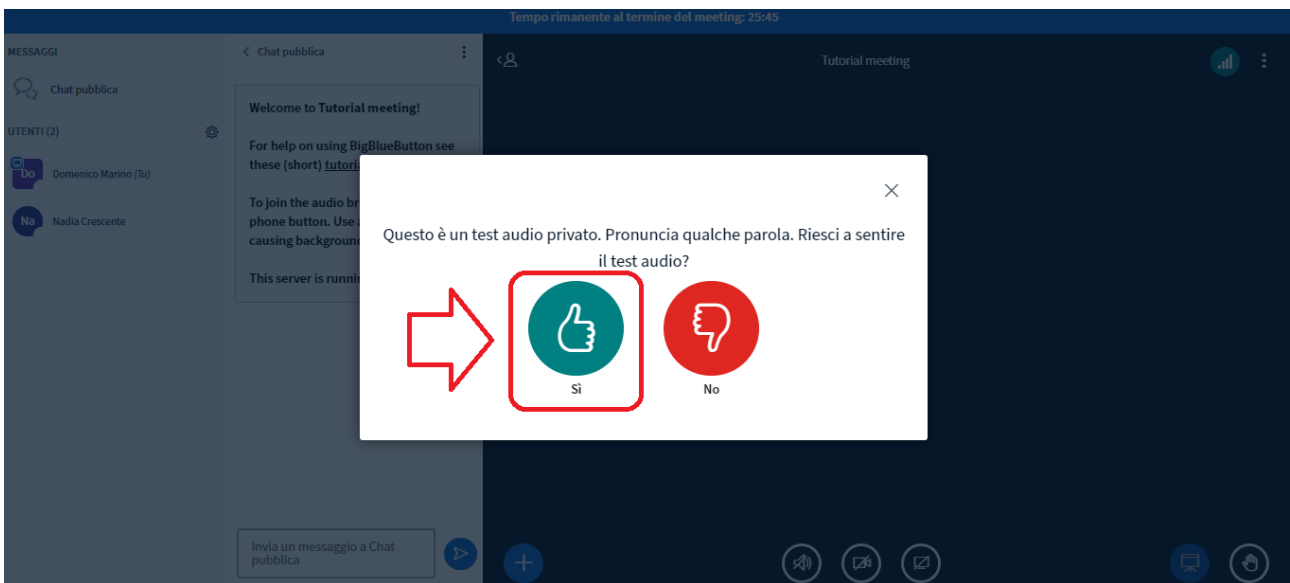 Tempo rimanente al termine del meeting: 25:45
MESSAGGI
Chat pubblica
UTENTI (2)
Do
Domenico Marino (Tu)
Na
Nadia Crescente
Chat pubblica
Welcome to Tutorial meeting!
For help on using BigBlueButton see
these (short)
To join the audio
phone button. Use
causing
This server is
Invia un messaggio a Chat
pubblica
Tutorial meeting
Questo è un test audio privato. Pronuncia qualche parola. Riesci a sentire
il test audio?
Sì
No